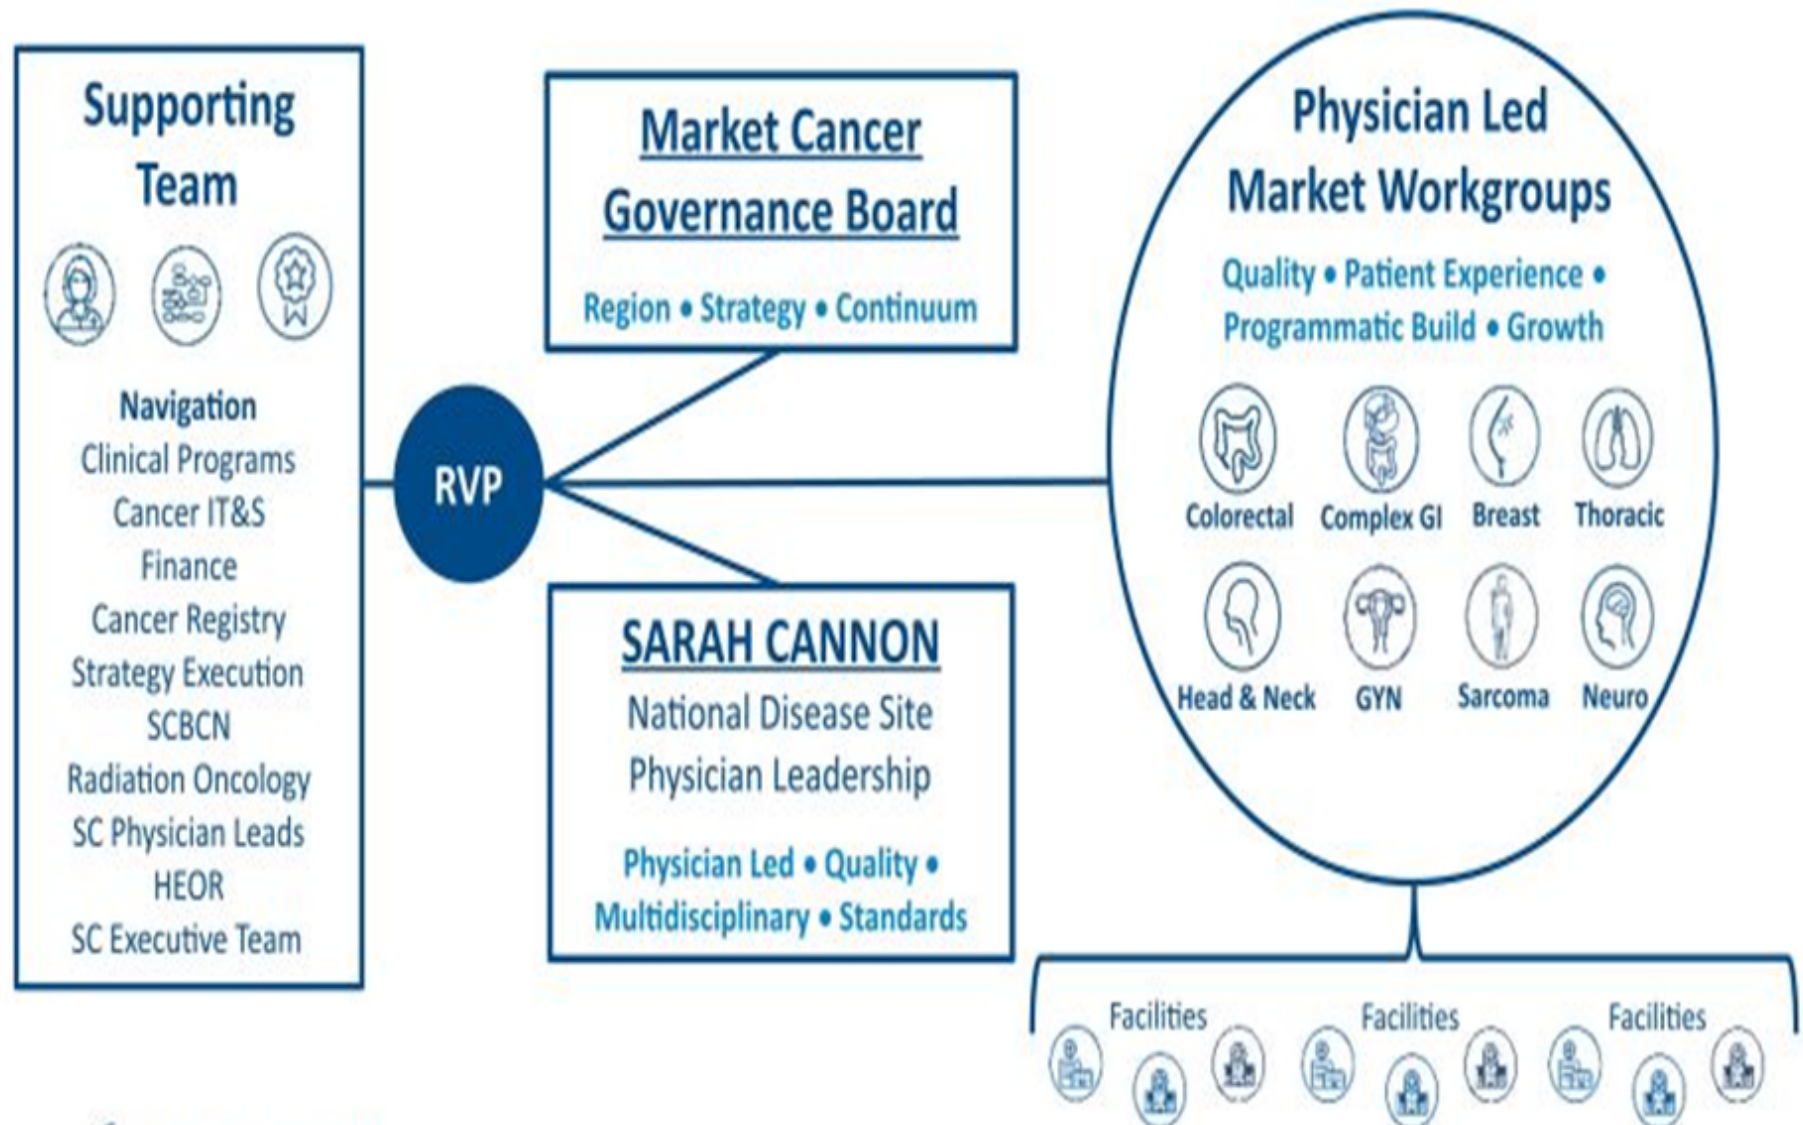 Supporting
Team
Navigation
Clinical Programs
Cancer IT&S
Finance
Cancer Registry
Strategy Execution
SCBCN
Radiation Oncology
SC Physician Leads
HEOR
SC Executive Team
RVP
Market Cancer
Governance Board
Region • Strategy • Continuum
SARAH CANNON
National Disease Site
Physician Leadership
Physician Led • Quality •
Multidisciplinary • Standards
Physician Led
Market Workgroups
Quality • Patient Experience •
Programmatic Build • Growth
Colorectal Complex GI Breast Thoracic
Head & Neck GYN Sarcoma Neuro
Facilities Facilities Facilities